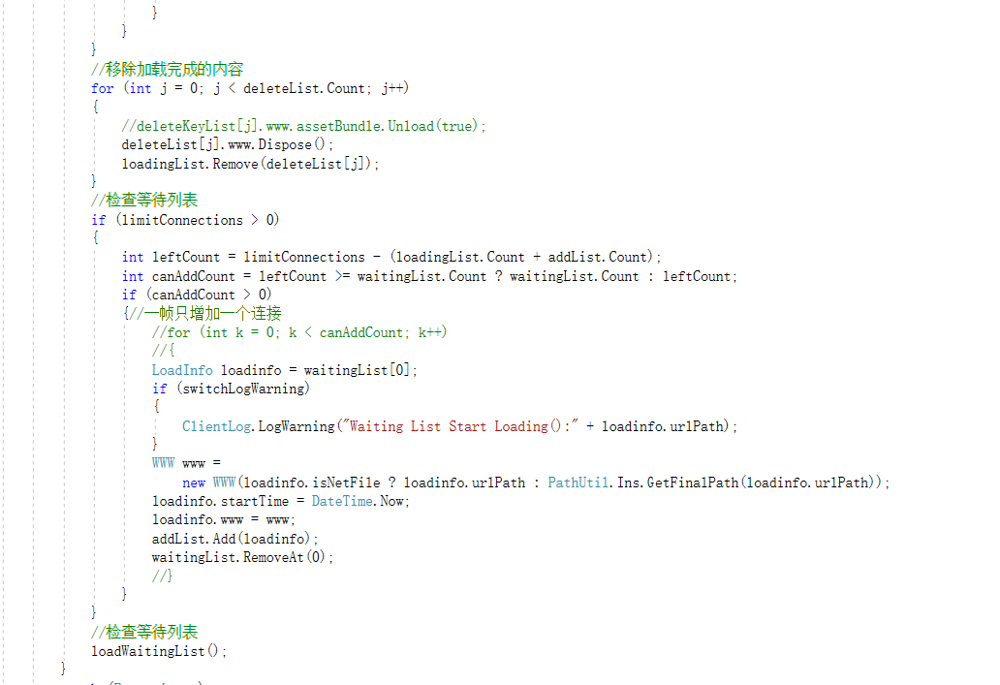 }
}
}
//移除加载完成的内容
for (int j = 0; j < deleteList.Count; j++)
{
//deleteKeyList[j].www.assetBundle.Unload(true);
deleteList[j].www.Dispose();
loadingList.Remove(deleteList[j]);
}
//检查等待列表
if (limitConnections > 0)
{
int leftCount = limitConnections - (loadingList.Count + addList.Count);
int canAddCount = leftCount >= waitingList.Count ? waitingList.Count : leftCount;
if (canAddCount > 0)
{//一帧只增加一个连接
//for (int k = 0; k < canAddCount; k++)
//{
LoadInfo loadinfo = waitingList[0];
if (switchLogWarning)
{
ClientLog.LogWarning("Waiting List Start Loading():" + loadinfo.urlPath);
}
WWW www =
new WWW(loadinfo.isNetFile ? loadinfo.urlPath : PathUtil.Ins.GetFinalPath(loadinfo.urlPath));
loadinfo.startTime = DateTime.Now;
loadinfo.www = www;
addList.Add(loadinfo);
waitingList.RemoveAt(0);
//}
}
}
//检查等待列表
loadWaitingList();
}